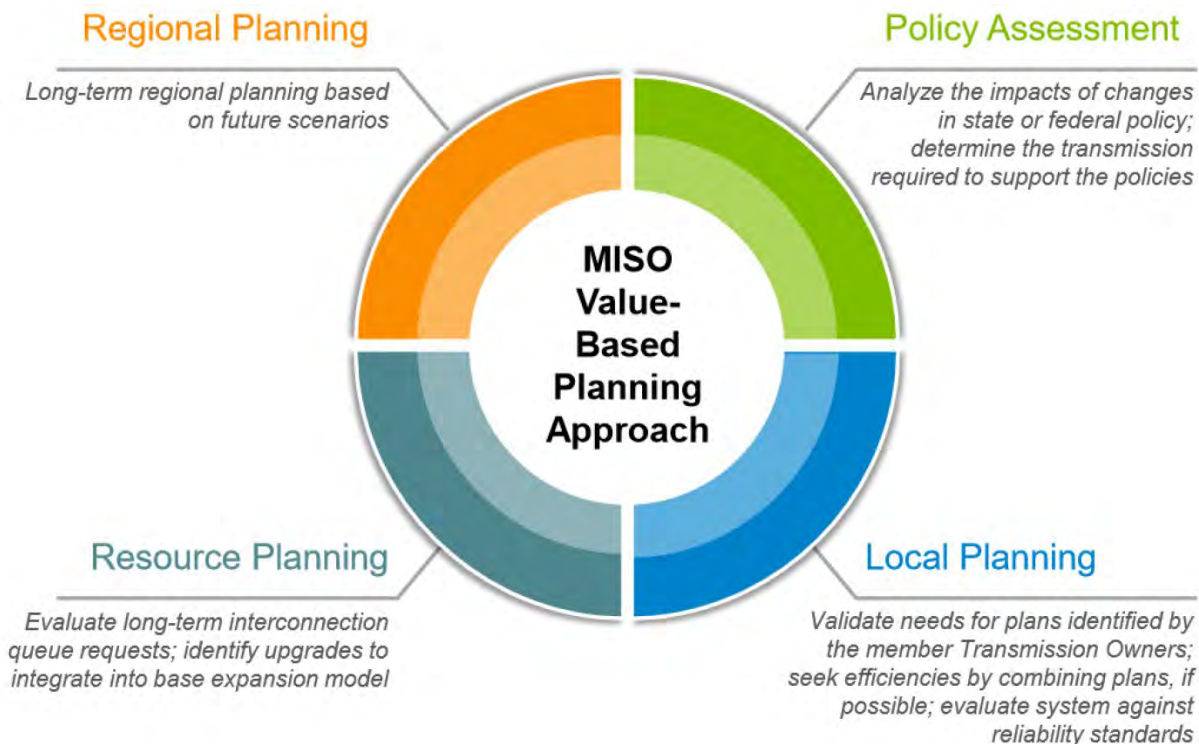 Regional Planning
Long-term regional planning based
on future scenarios
Policy Assessment
Analyze the impacts of changes
in state or federal policy;
determine the transmission
required to support the policies
MISO
Value-
Based
Planning
Approach
Resource Planning
Evaluate long-term interconnection
queue requests; identify upgrades to
integrate into base expansion model
Local Planning
Validate needs for plans identified by
the member Transmission Owners;
seek efficiencies by combining plans, if
possible; evaluate system against
reliability standards